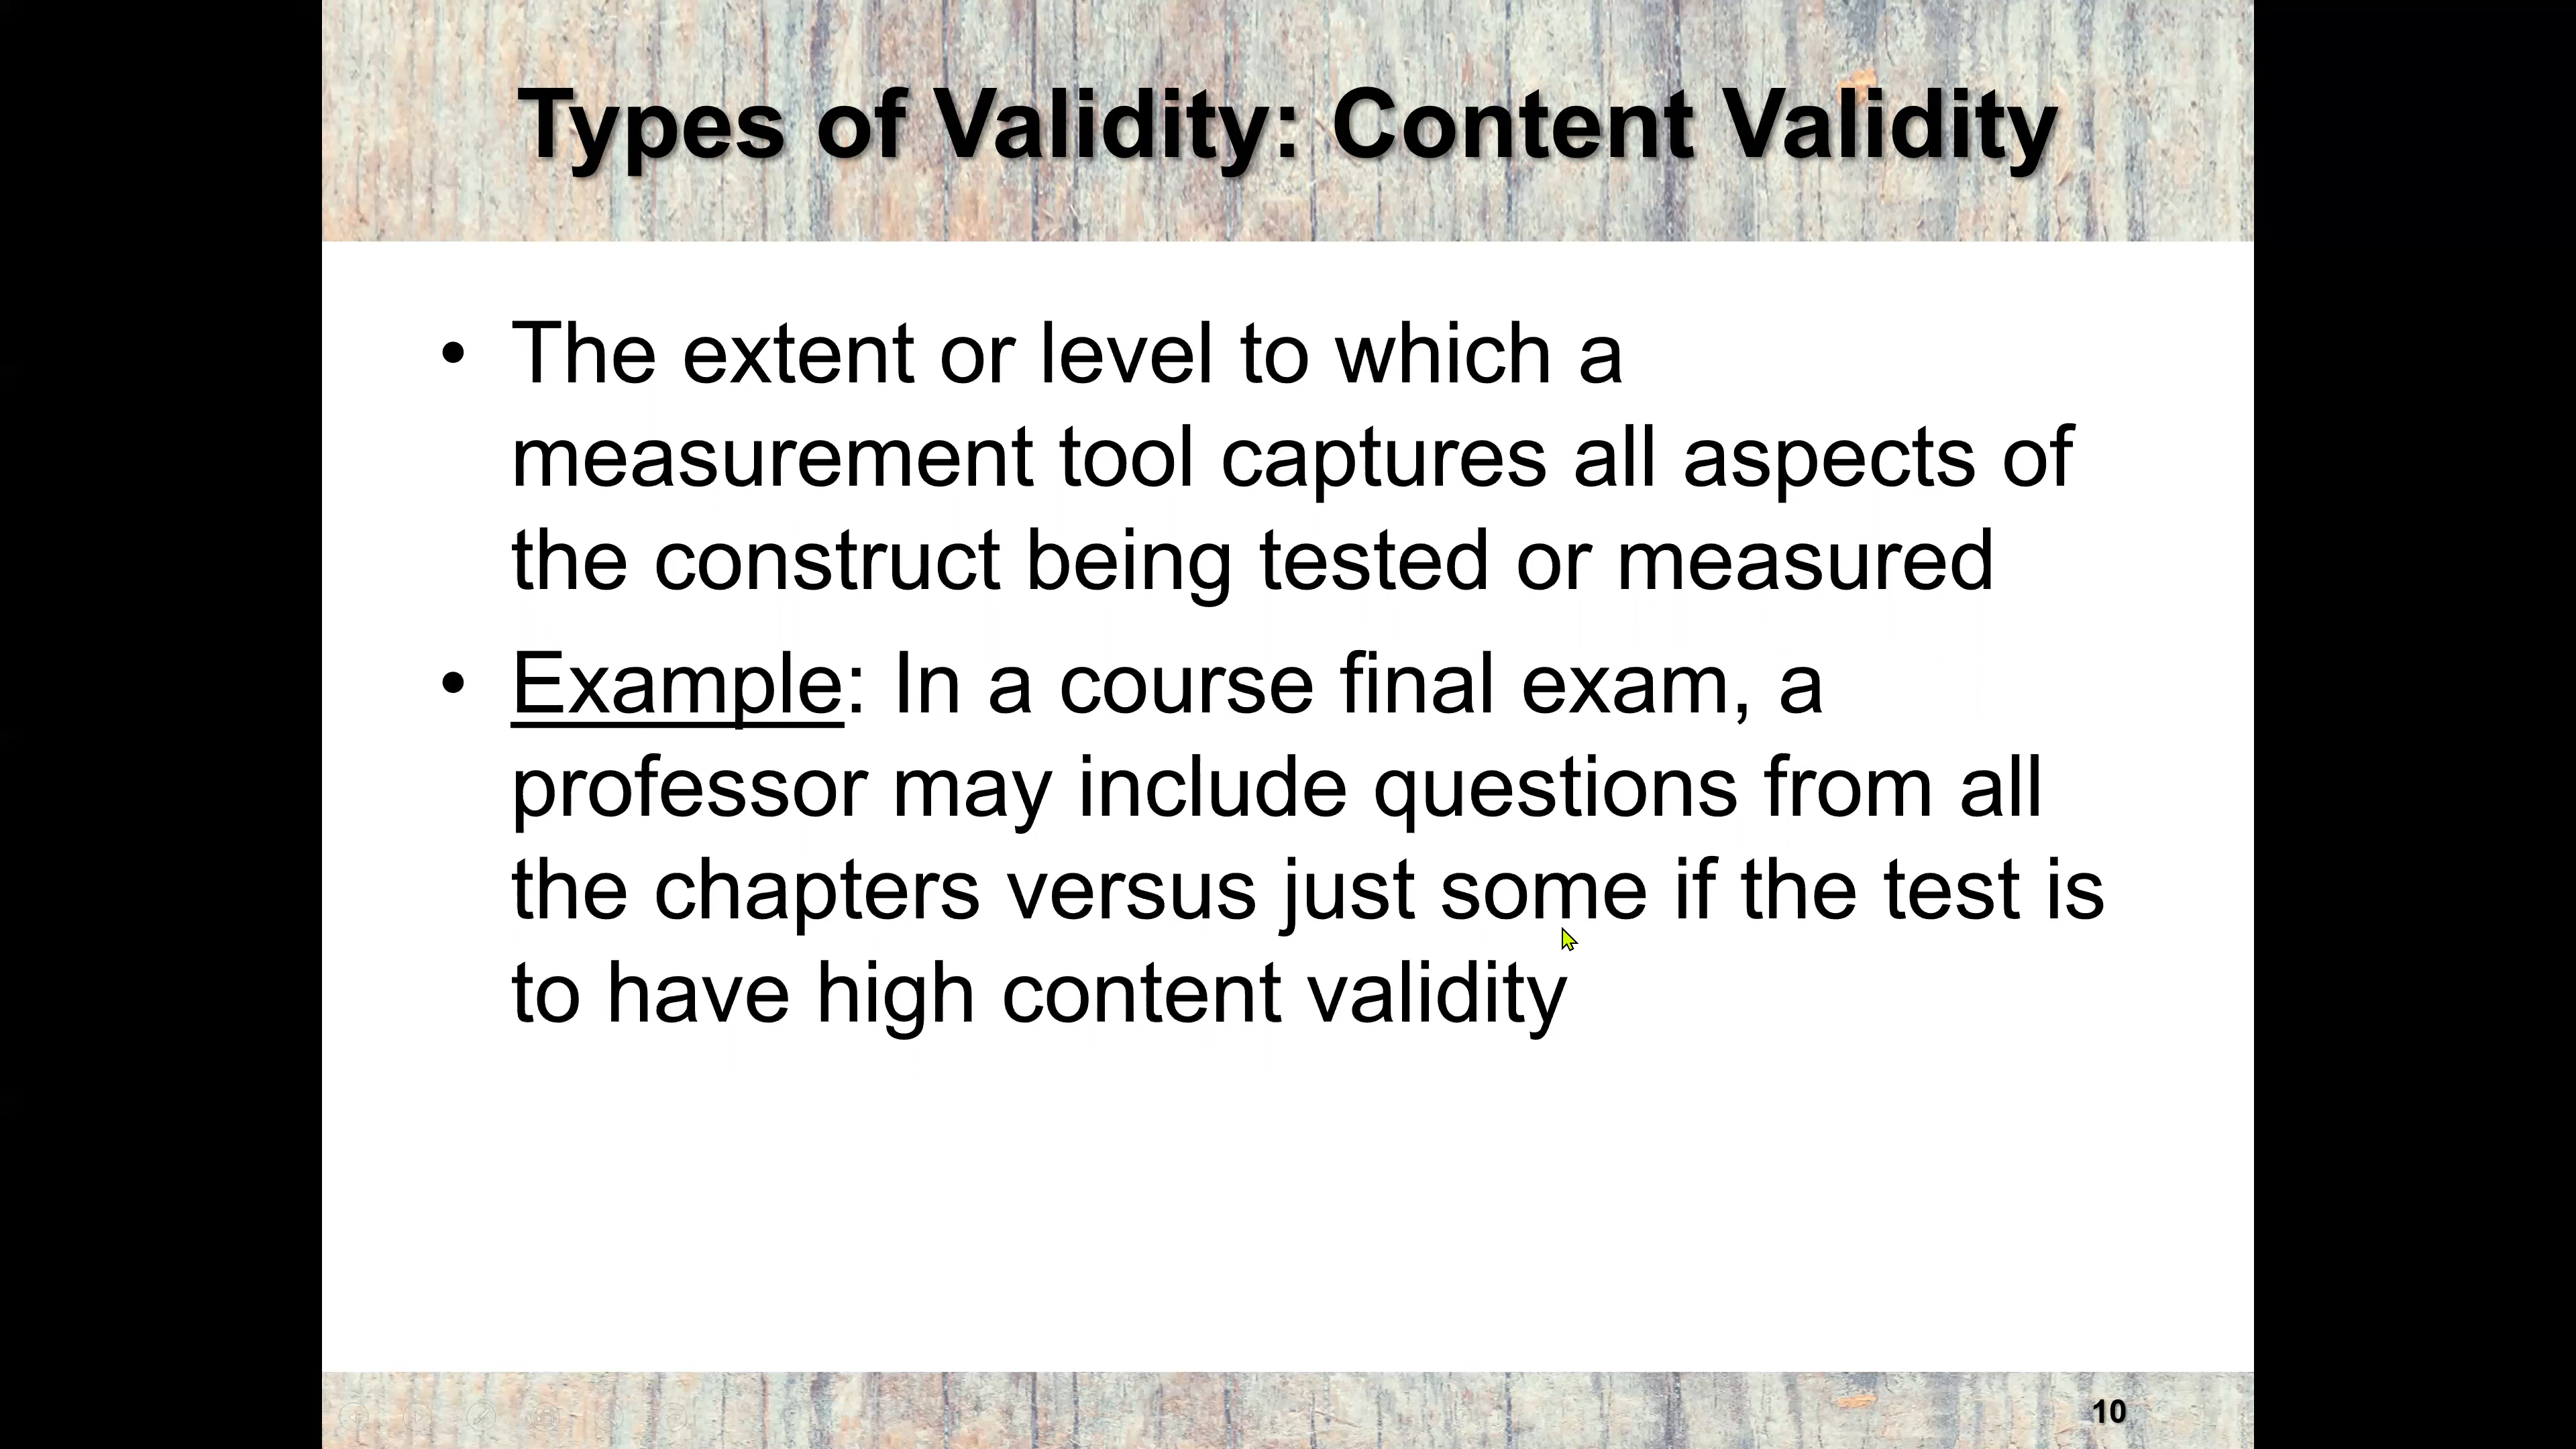 Types of Validity: Content Validity
• The extent or level to which a
measurement tool captures all aspects of
the construct being tested or measured
• Example: In a course final exam, a
professor may include questions from all
the chapters versus just some if the test is
to have high content validity
10